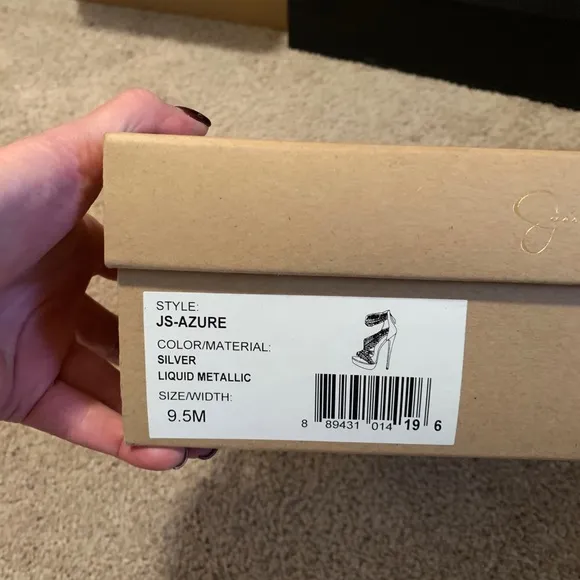 STYLE:
JS-AZURE
COLOR/MATERIAL:
SILVER
LIQUID METALLIC
SIZE/WIDTH:
9.5M
8 89431 014 19 6